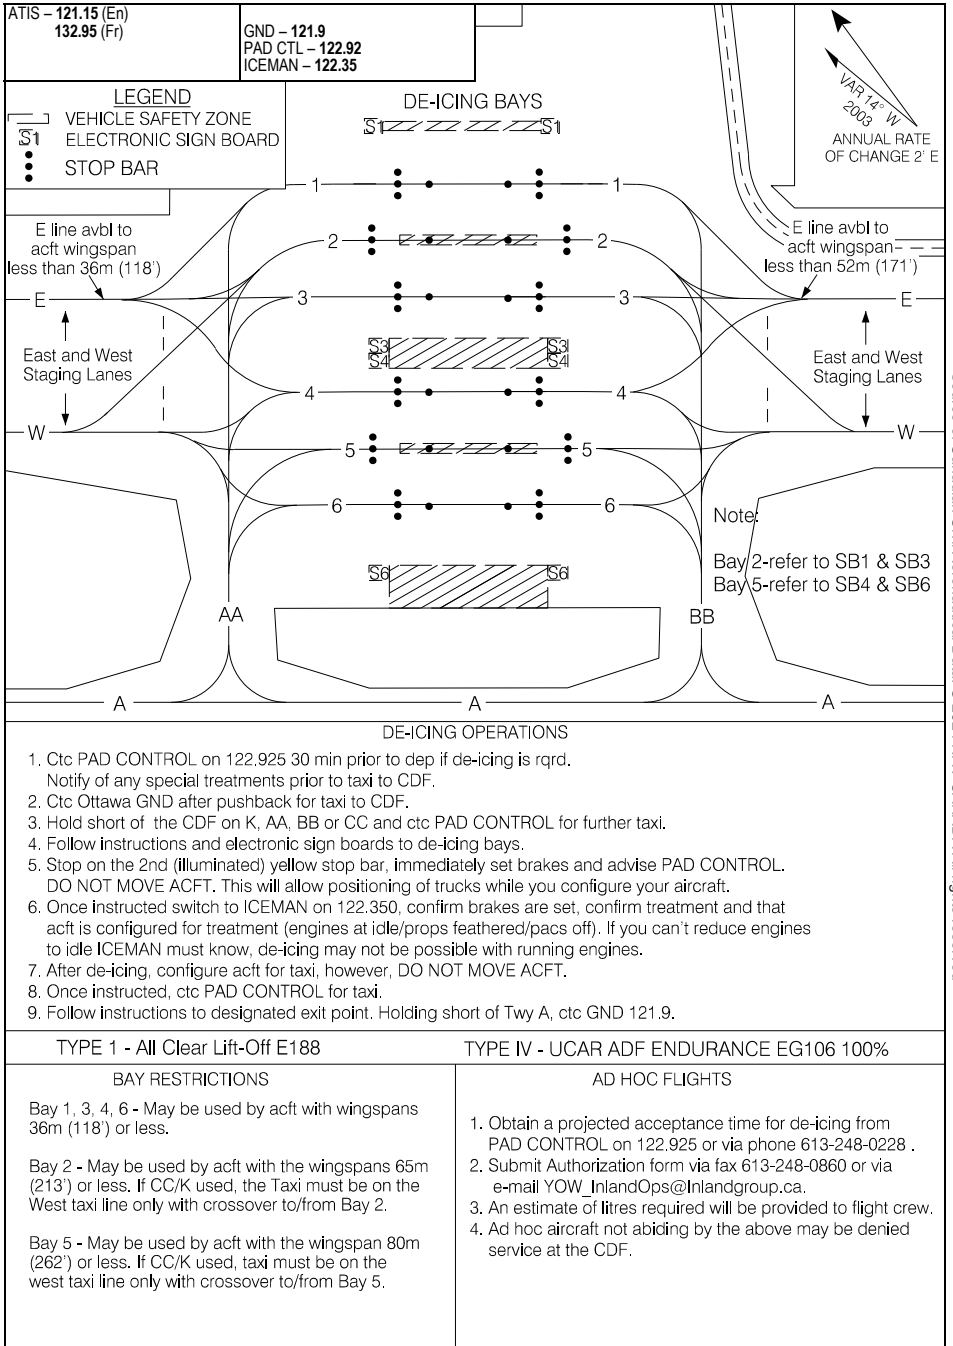 ATIS – 121.15 (En)
132.95 (Fr)
GND – 121.9
PAD CTL – 122.92
ICEMAN – 122.35
LEGEND
VEHICLE SAFETY ZONE
S1 ELECTRONIC SIGN BOARD
STOP BAR
DE-ICING BAYS
S1 S1
VAR 14° W
2003
ANNUAL RATE
OF CHANGE 2' E
1 1
E line avbl to
acft wingspan
less than 36m (118')
2 2
E line avbl to
acft wingspan
less than 52m (171')
E 3 3 E
East and West
Staging Lanes
S3 S3
S4 S4
East and West
Staging Lanes
4 4
W W
5 5
6 6
Note:
Bay 2-refer to SB1 & SB3
Bay 5-refer to SB4 & SB6
S6 S6
AA BB
A A A
DE-ICING OPERATIONS
1. Ctc PAD CONTROL on 122.925 30 min prior to dep if de-icing is rqrd.
Notify of any special treatments prior to taxi to CDF.
2. Ctc Ottawa GND after pushback for taxi to CDF.
3. Hold short of the CDF on K, AA, BB or CC and ctc PAD CONTROL for further taxi.
4. Follow instructions and electronic sign boards to de-icing bays.
5. Stop on the 2nd (illuminated) yellow stop bar, immediately set brakes and advise PAD CONTROL.
DO NOT MOVE ACFT. This will allow positioning of trucks while you configure your aircraft.
6. Once instructed switch to ICEMAN on 122.350, confirm brakes are set, confirm treatment and that
acft is configured for treatment (engines at idle/props feathered/pacs off). If you can't reduce engines
to idle ICEMAN must know, de-icing may not be possible with running engines.
7. After de-icing, configure acft for taxi, however, DO NOT MOVE ACFT.
8. Once instructed, ctc PAD CONTROL for taxi.
9. Follow instructions to designated exit point. Holding short of Twy A, ctc GND 121.9.
TYPE 1 - All Clear Lift-Off E188
TYPE IV - UCAR ADF ENDURANCE EG106 100%
BAY RESTRICTIONS
Bay 1, 3, 4, 6 - May be used by acft with wingspans
36m (118') or less.
Bay 2 - May be used by acft with the wingspans 65m
(213') or less. If CC/K used, the Taxi must be on the
West taxi line only with crossover to/from Bay 2.
Bay 5 - May be used by acft with the wingspan 80m
(262') or less. If CC/K used, taxi must be on the
west taxi line only with crossover to/from Bay 5.
AD HOC FLIGHTS
1. Obtain a projected acceptance time for de-icing from
PAD CONTROL on 122.925 or via phone 613-248-0228 .
2. Submit Authorization form via fax 613-248-0860 or via
e-mail YOW_InlandOps@Inlandgroup.ca.
3. An estimate of litres required will be provided to flight crew.
4. Ad hoc aircraft not abiding by the above may be denied
service at the CDF.